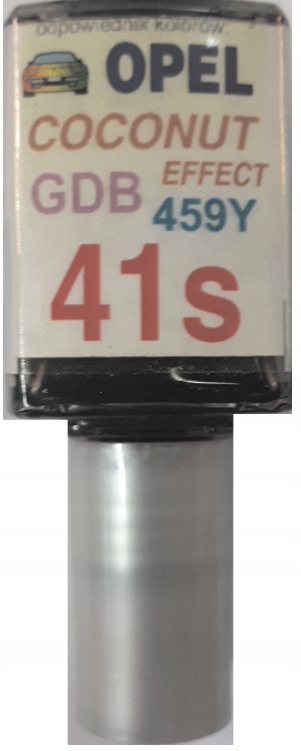 odpowiednik kolorów:
OPEL
COCONUT
EFFECT
GDB
459Y
41s